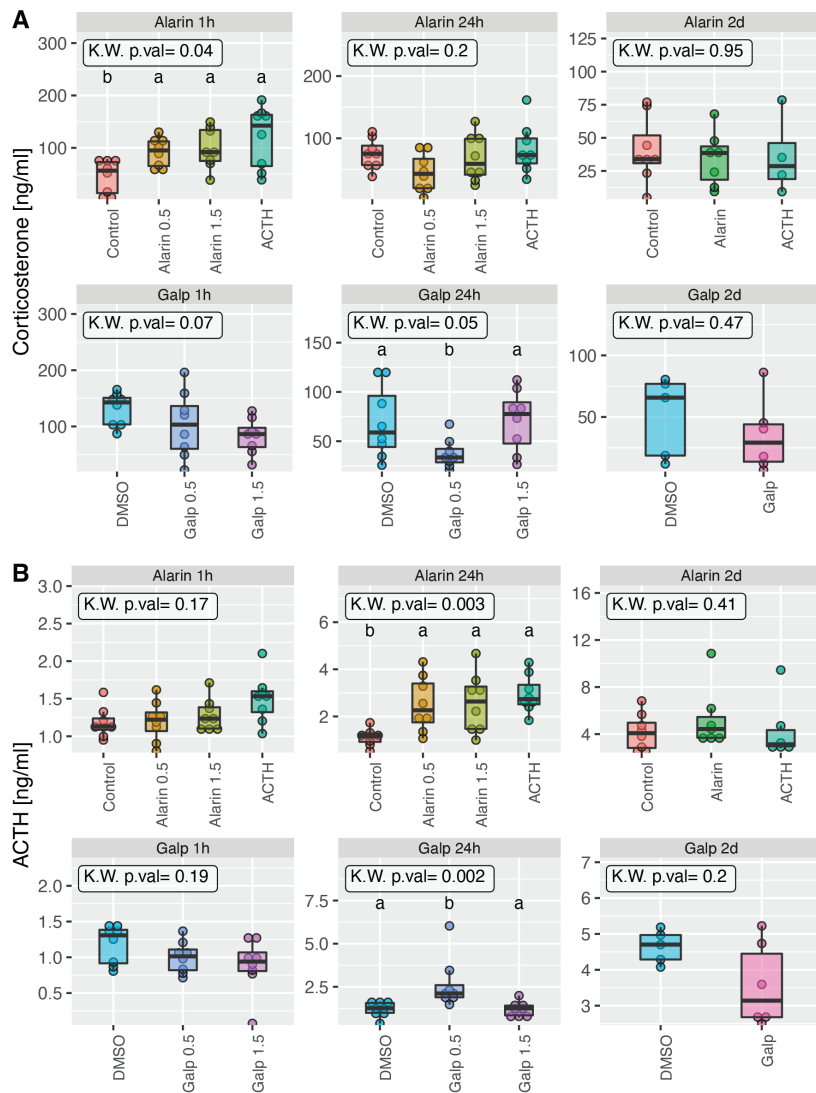 A
Corticosterone [ng/ml]
Alarin 1h
K.W. p.val= 0.04
b a a a
300
200
100
Control Alarin 0.5 Alarin 1.5 ACTH
Alarin 24h
K.W. p.val= 0.2
200
100
Control Alarin 0.5 Alarin 1.5 ACTH
Alarin 2d
K.W. p.val= 0.95
125
100
75
50
25
Control Alarin ACTH
Galp 1h
K.W. p.val= 0.07
300
200
100
DMSO Galp 0.5 Galp 1.5
Galp 24h
K.W. p.val= 0.05
a b a
150
100
50
DMSO Galp 0.5 Galp 1.5
Galp 2d
K.W. p.val= 0.47
100
50
DMSO Galp
B
ACTH [ng/ml]
Alarin 1h
K.W. p.val= 0.17
3.0
2.5
2.0
1.5
1.0
Control Alarin 0.5 Alarin 1.5 ACTH
Alarin 24h
K.W. p.val= 0.003
b a a a
6
4
2
Control Alarin 0.5 Alarin 1.5 ACTH
Alarin 2d
K.W. p.val= 0.41
16
12
8
4
Control Alarin ACTH
Galp 1h
K.W. p.val= 0.19
2.0
1.5
1.0
0.5
DMSO Galp 0.5 Galp 1.5
Galp 24h
K.W. p.val= 0.002
a b a
7.5
5.0
2.5
DMSO Galp 0.5 Galp 1.5
Galp 2d
K.W. p.val= 0.2
7
6
5
4
3
DMSO Galp